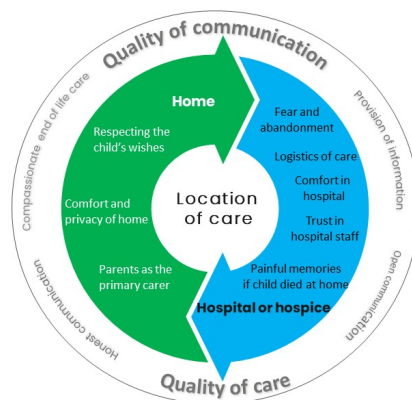 Quality of communication
Compassionate end of life care
Provision of information
Home
Respecting the
child's wishes
Comfort and
privacy of home
Parents as the
primary carer
Location
of care
Fear and
abandonment
Logistics of care
Comfort in
hospital
Trust in
hospital staff
Painful memories
if child died at home
Hospital or hospice
Honest communication
Open communication
Quality of care